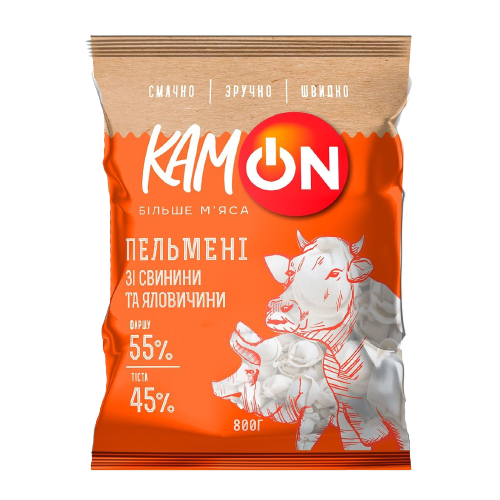 СМАЧНО | ЗРУЧНО | ШВИДКО
КАМON
БІЛЬШЕ М'ЯСА
ПЕЛЬМЕНІ
ЗІ СВИНИНИ
ТА ЯЛОВИЧИНИ
ФАРШУ
55%
ТІСТА
45%
800Г